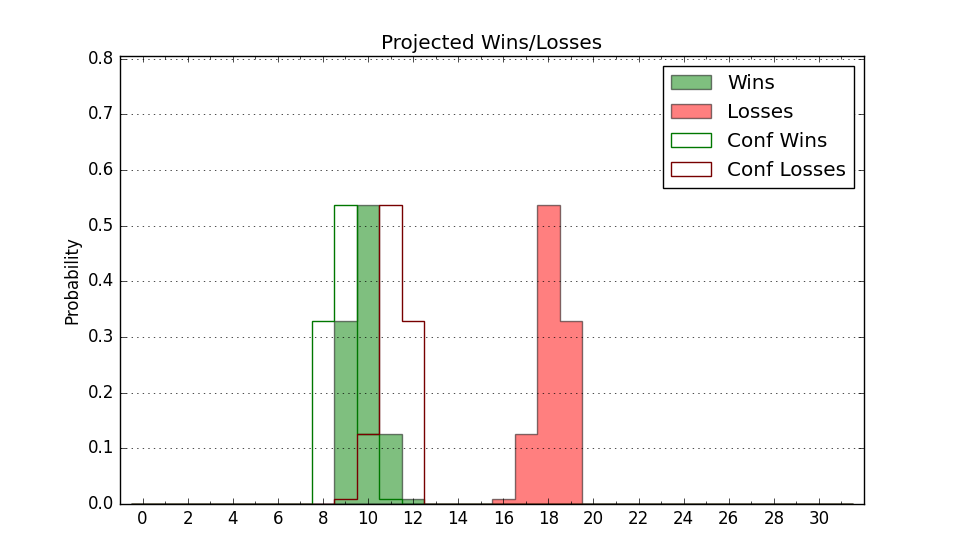 Projected Wins/Losses
Probability
0.8
0.7
0.6
0.5
0.4
0.3
0.2
0.1
0.0
Wins
Losses
Conf Wins
Conf Losses
0 2 4 6 8 10 12 14 16 18 20 22 24 26 28 30